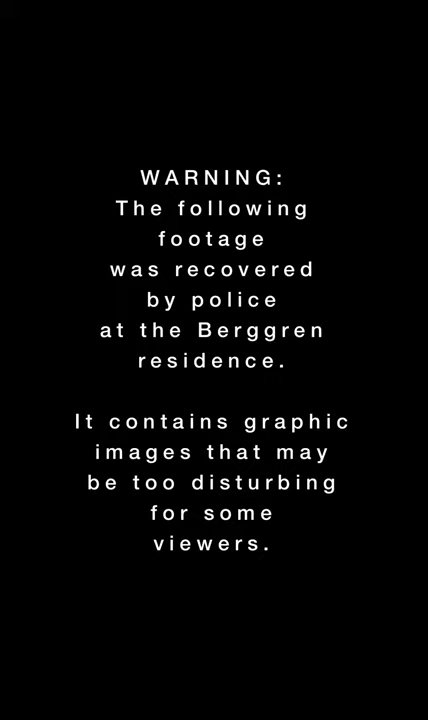 WARNING:
The following
footage
was recovered
by police
at the Berggren
residence.
It contains graphic
images that may
be too disturbing
for some
viewers.